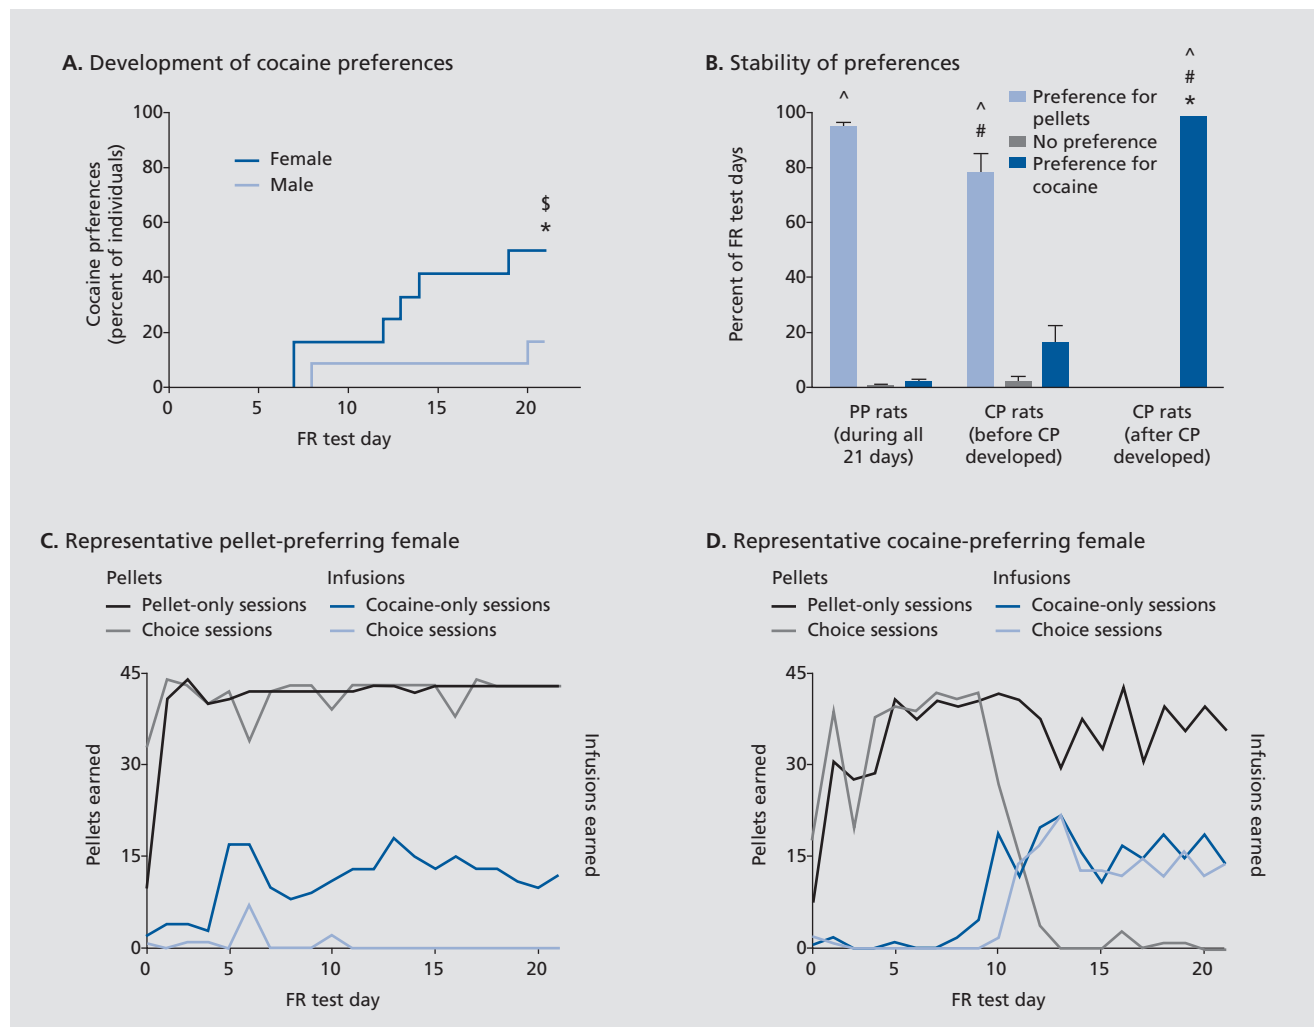 A. Development of cocaine preferences
Cocaine prferences
(percent of individuals)
100
80
60
40
20
0
Female
Male
$
*
0 5 10 15 20
FR test day
B. Stability of preferences
Percent of FR test days
100
80
60
40
20
0
^
^
#
^
#
*
Preference for
pellets
No preference
Preference for
cocaine
PP rats
(during all
21 days)
CP rats
(before CP
developed)
CP rats
(after CP
developed)
C. Representative pellet-preferring female
Pellets Infusions
Pellet-only sessions Cocaine-only sessions
Choice sessions Choice sessions
Pellets earned
45
30
15
0
Infusions earned
0 5 10 15 20
FR test day
D. Representative cocaine-preferring female
Pellets Infusions
Pellet-only sessions Cocaine-only sessions
Choice sessions Choice sessions
Pellets earned
45
30
15
0
Infusions earned
0 5 10 15 20
FR test day